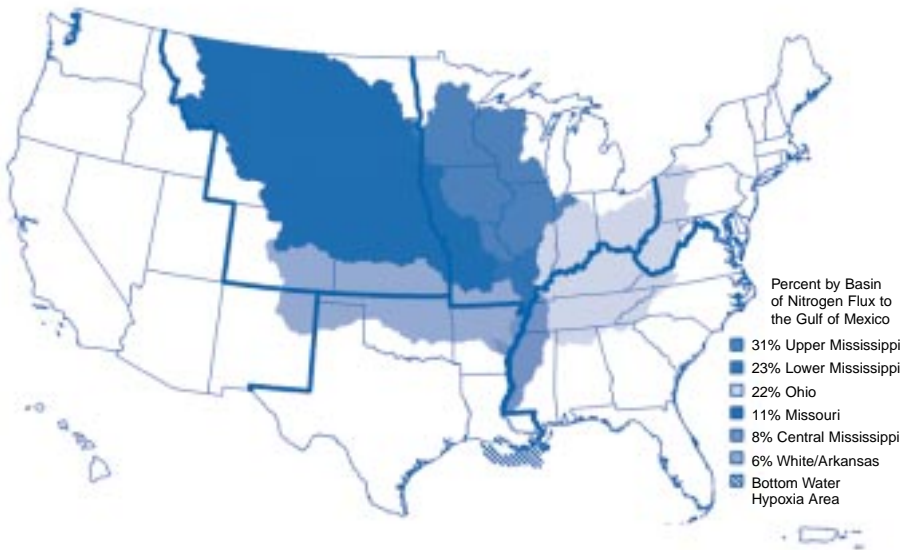 Percent by Basin
of Nitrogen Flux to
the Gulf of Mexico
31% Upper Mississippi
23% Lower Mississippi
22% Ohio
11% Missouri
8% Central Mississippi
6% White/Arkansas
Bottom Water
Hypoxia Area